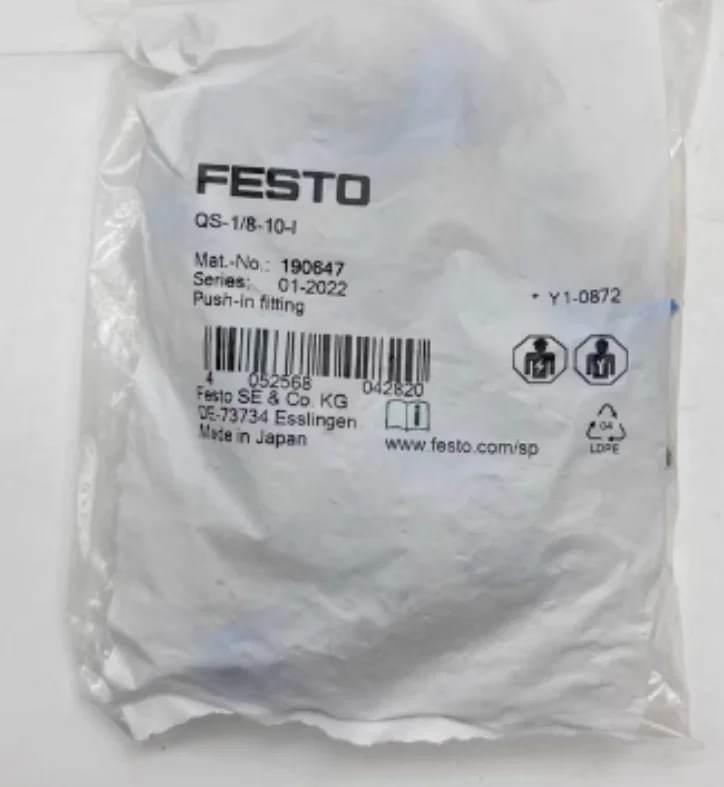 FESTO
QS-1/8-10-I
Mat.-No.: 190647
Series: 01-2022
Push-in fitting
* Y1-0872
4 052568 042820
Festo SE & Co. KG
DE-73734 Esslingen
Made in Japan
www.festo.com/sp
04
LDPE